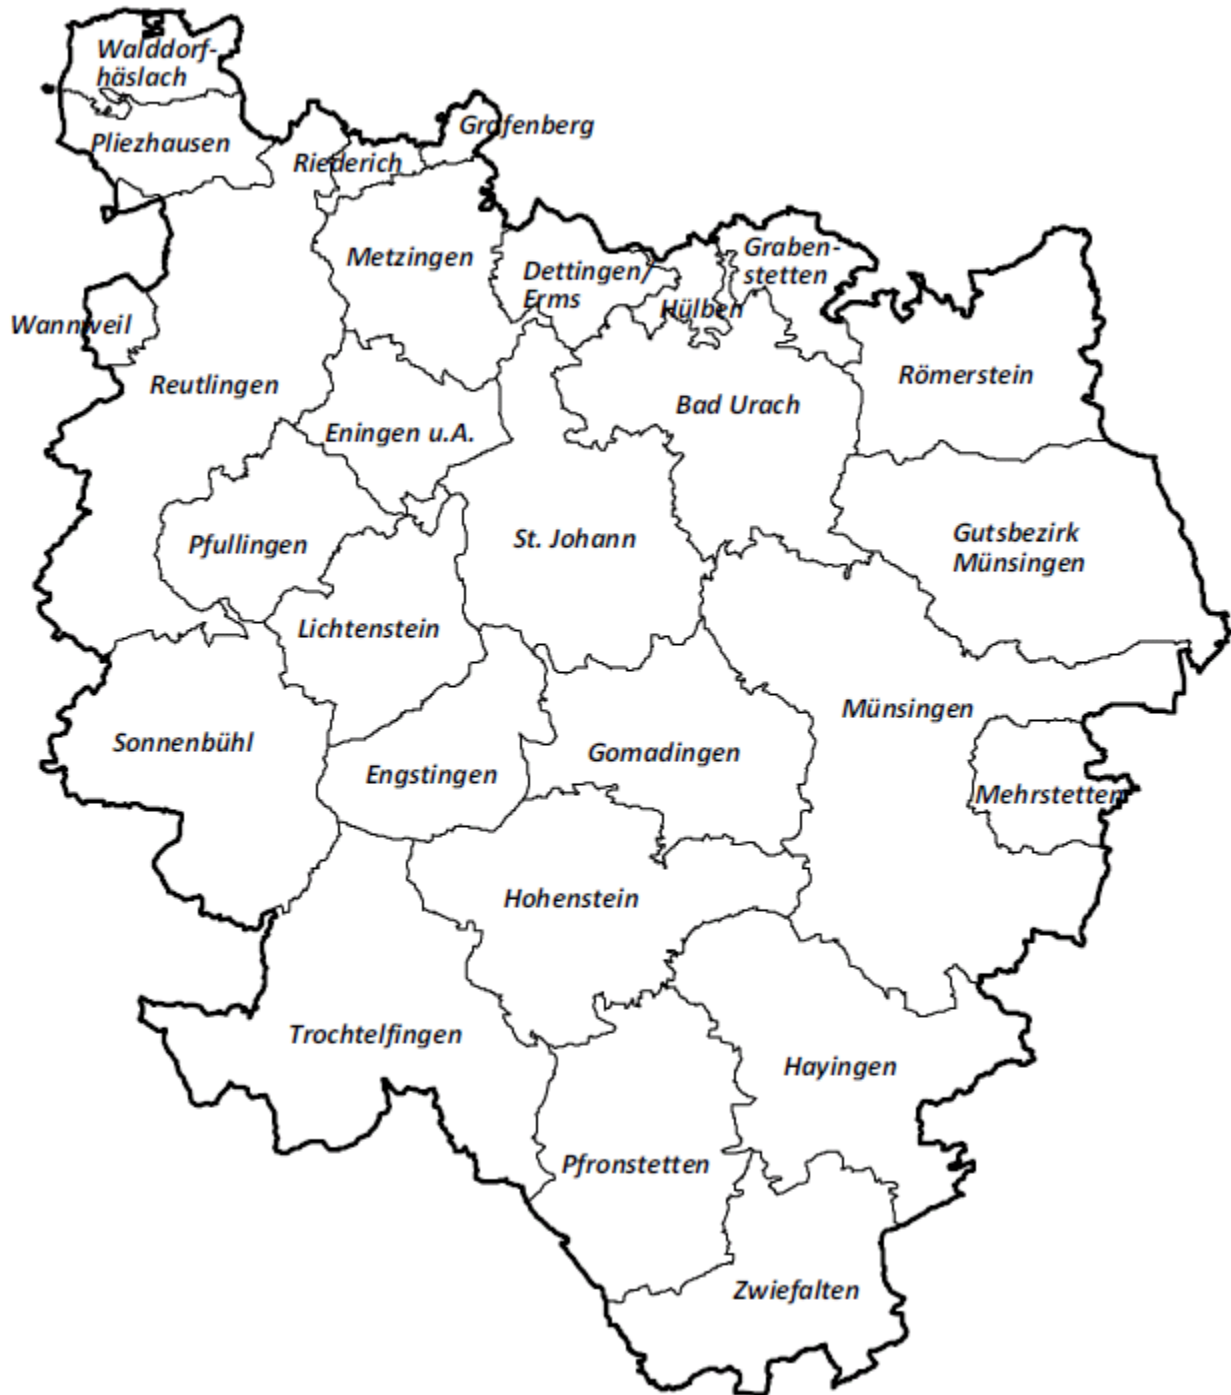 Walddorf-
häslach
Grafenberg
Pliezhausen
Riederich
Metzingen
Graben-
stetten
Dettingen/
Erms
Hülben
Wannweil
Reutlingen
Römerstein
Bad Urach
Eningen u.A.
Pfullingen
St. Johann
Gutsbezirk
Münsingen
Lichtenstein
Münsingen
Sonnenbühl
Gomadingen
Engstingen
Mehrstetten
Hohenstein
Trochtelfingen
Hayingen
Pfronstetten
Zwiefalten